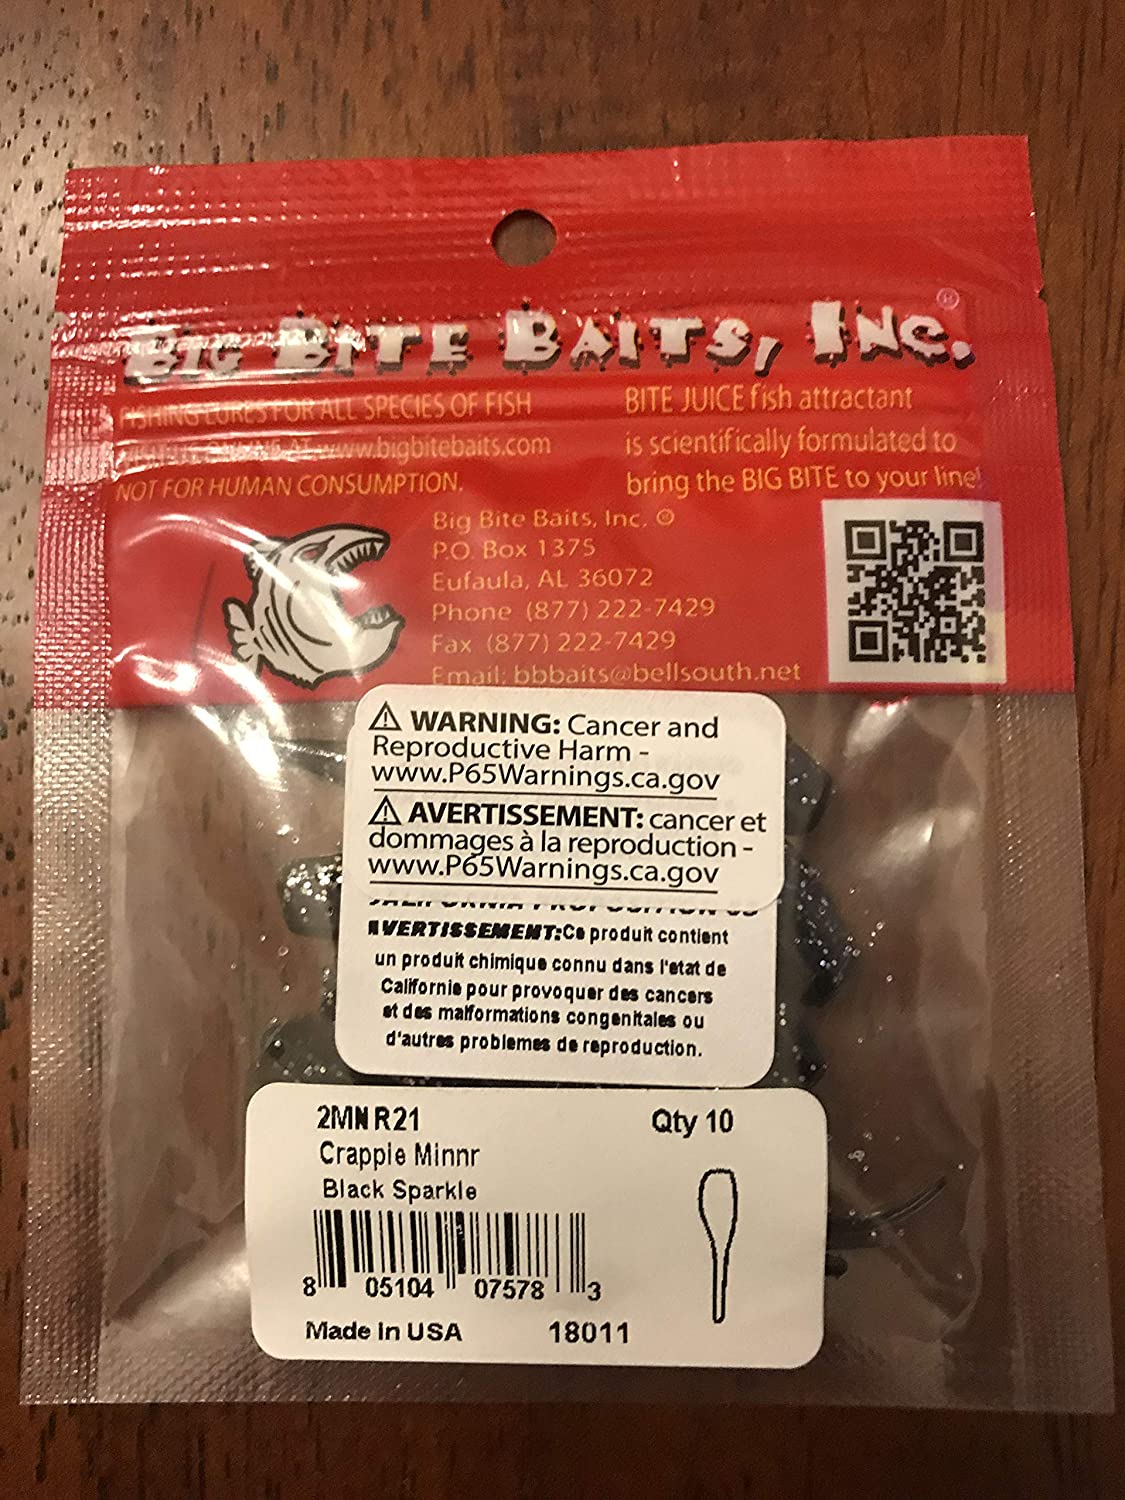 BIG BITE BAITS, INC.®
FISHING LURES FOR ALL SPECIES OF FISH
www.bigbitebaits.com
NOT FOR HUMAN CONSUMPTION.
BITE JUICE fish attractant
is scientifically formulated to
bring the BIG BITE to your line!
Big Bite Baits, Inc. ®
P.O. Box 1375
Eufaula, AL 36072
Phone (877) 222-7429
Fax (877) 222-7429
Email: bbbaits@bellsouth.net
⚠ WARNING: Cancer and
Reproductive Harm -
www.P65Warnings.ca.gov
⚠ AVERTISSEMENT: cancer et
dommages à la reproduction -
www.P65Warnings.ca.gov
CALIFORNIA PROPOSITION 65
AVERTISSEMENT:Ce produit contient
un produit chimique connu dans l'etat de
Californie pour provoquer des cancers
et des malformations congenitales ou
d'autres problemes de reproduction.
2MN R21
Qty 10
Crappie Minnr
Black Sparkle
8 05104 07578 3
Made in USA
18011